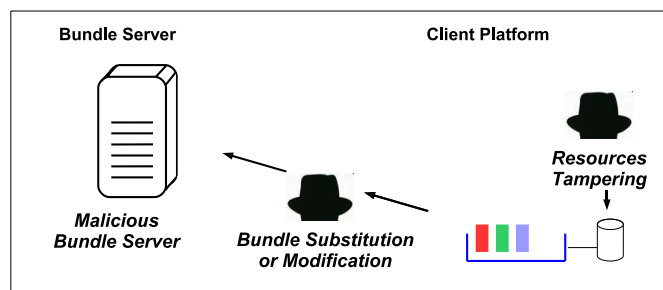 Bundle Server
Client Platform
Resources
Tampering
Malicious
Bundle Server
Bundle Substitution
or Modification